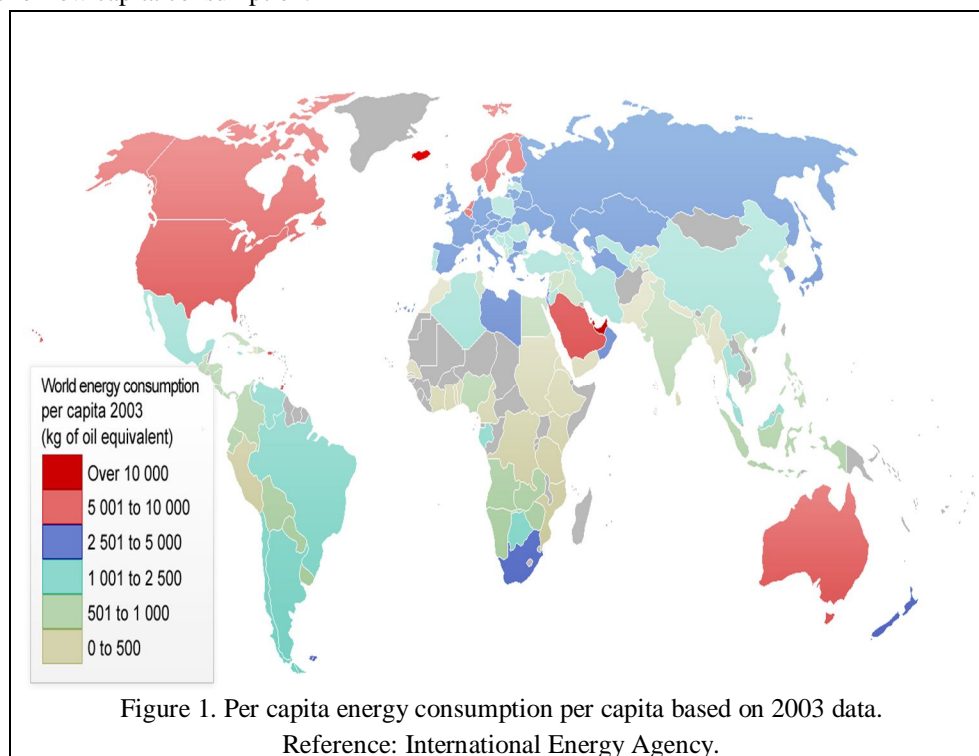 World energy consumption
per capita 2003
(kg of oil equivalent)
Over 10 000
5 001 to 10 000
2 501 to 5 000
1 001 to 2 500
501 to 1 000
0 to 500
Figure 1. Per capita energy consumption per capita based on 2003 data.
Reference: International Energy Agency.